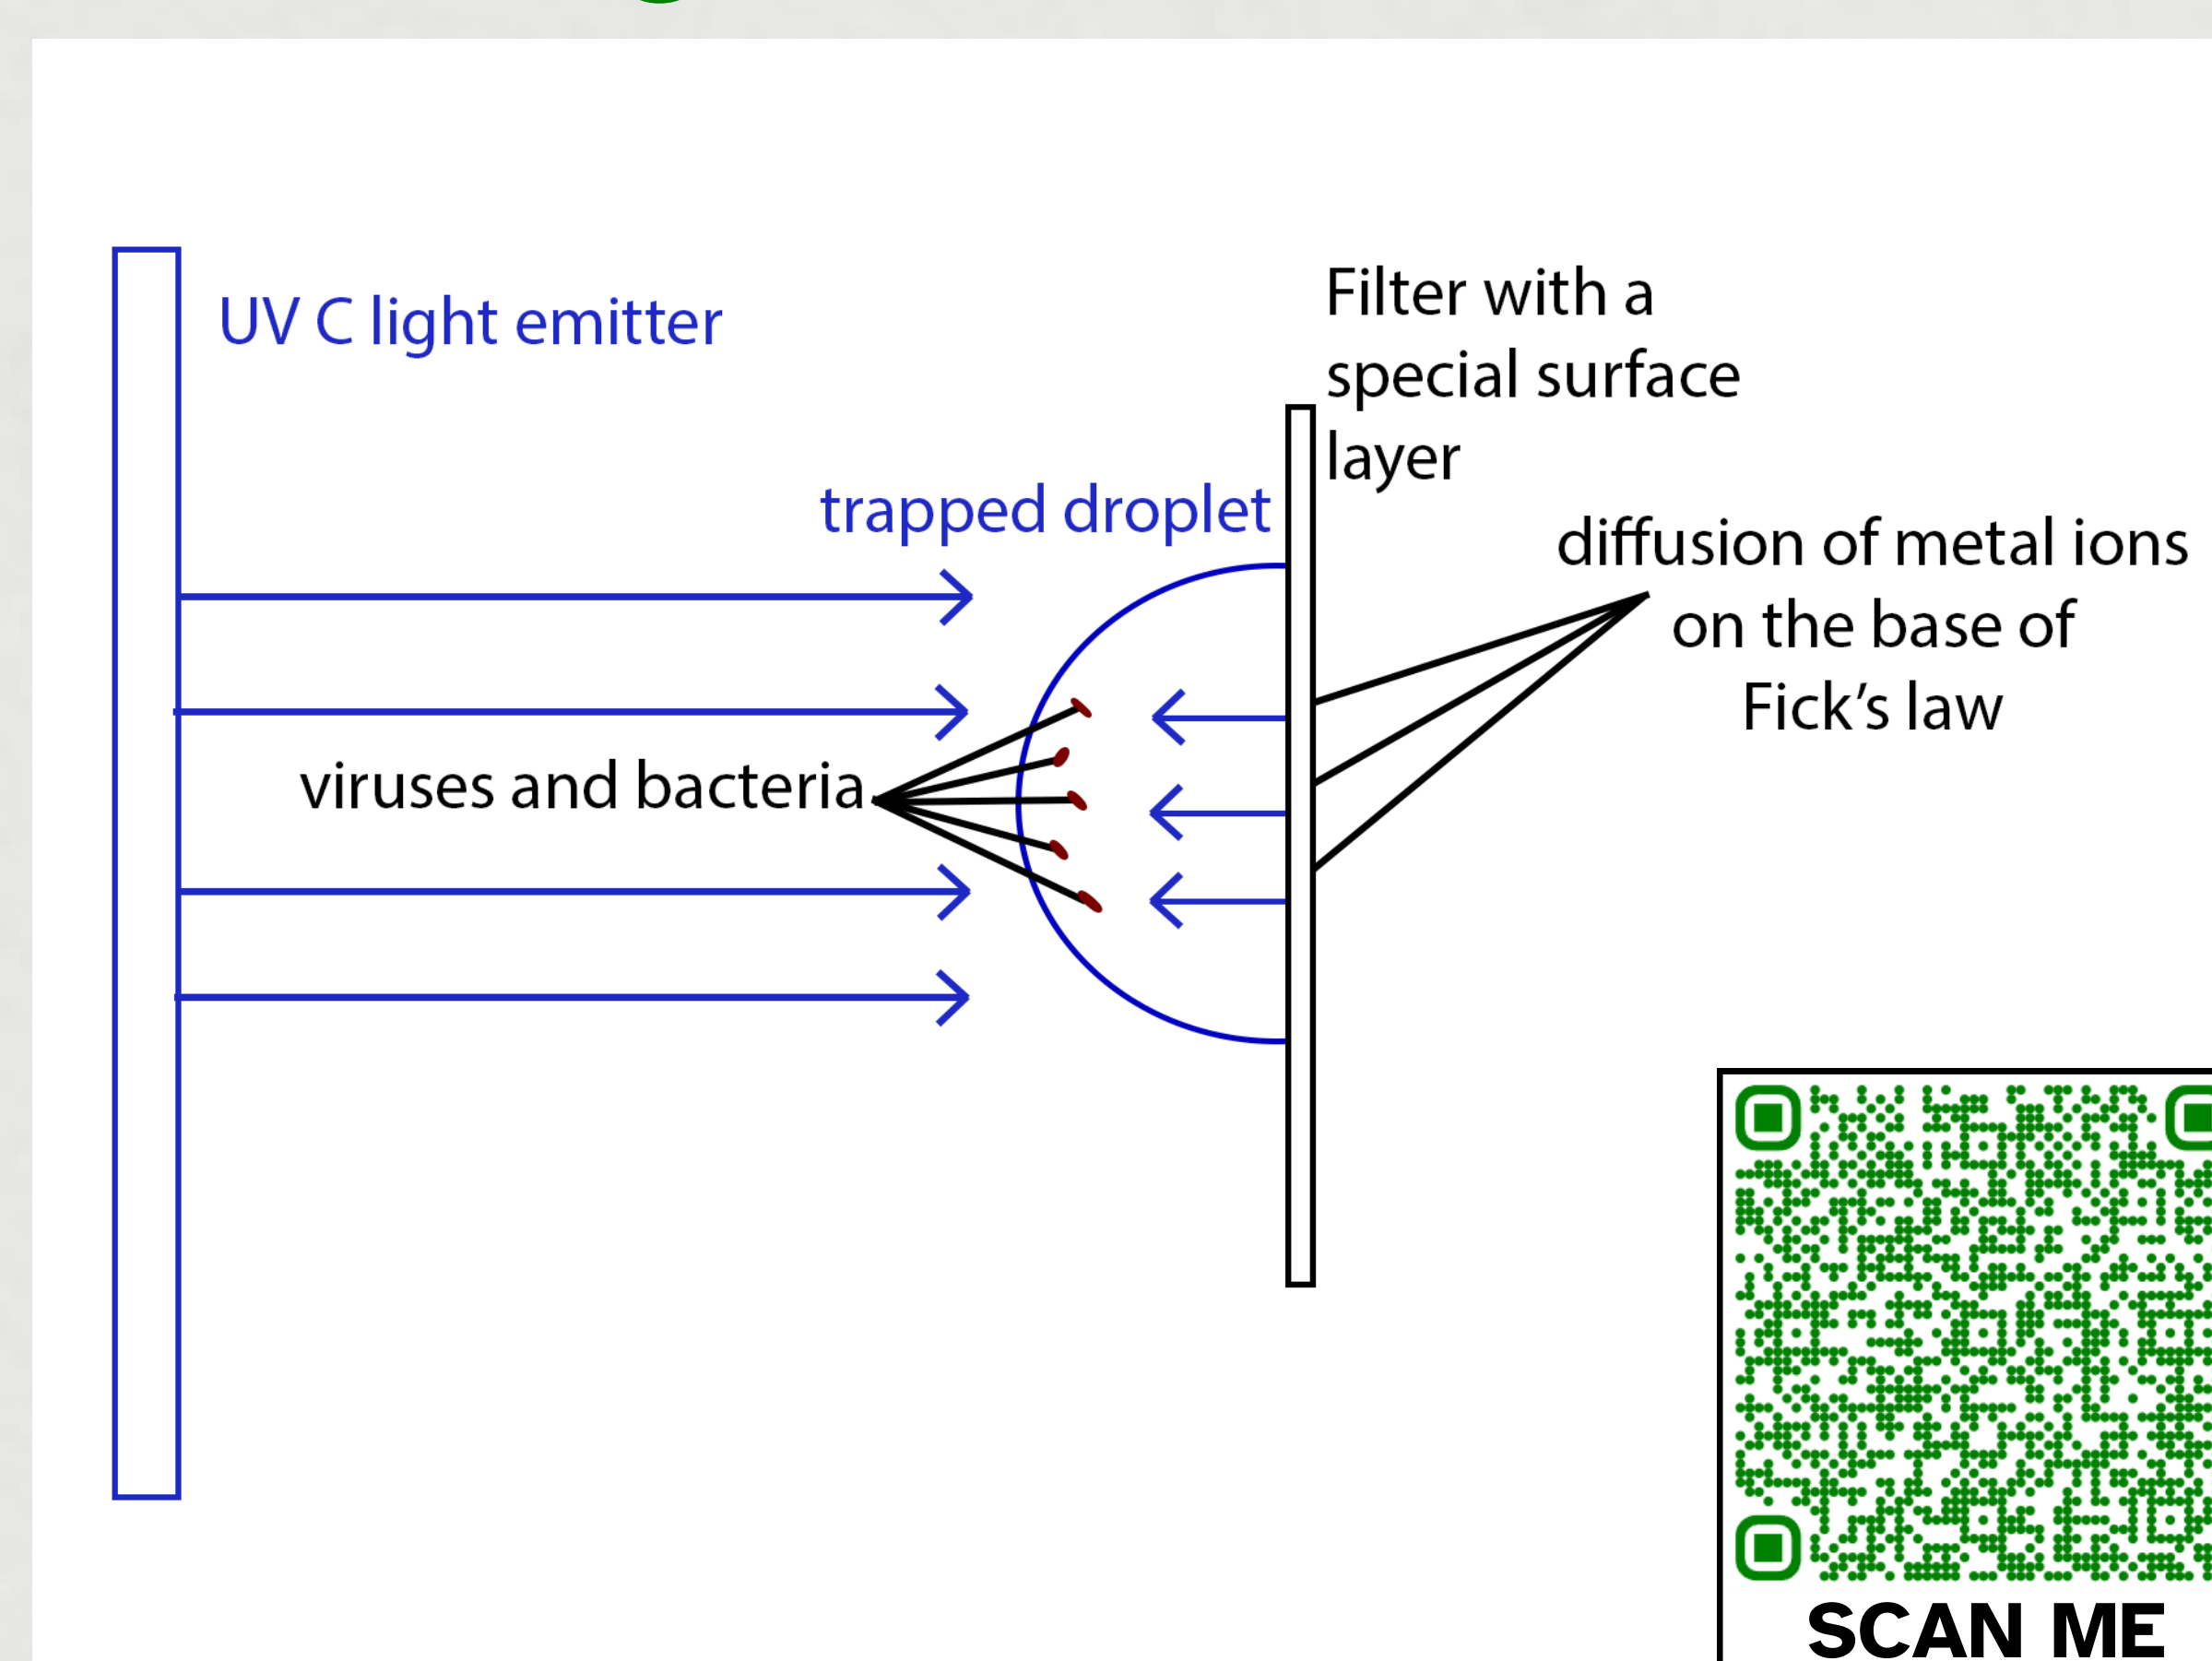 UV C light emitter
Filter with a
special surface
layer
trapped droplet
diffusion of metal ions
on the base of
Fick’s law
viruses and bacteria
SCAN ME